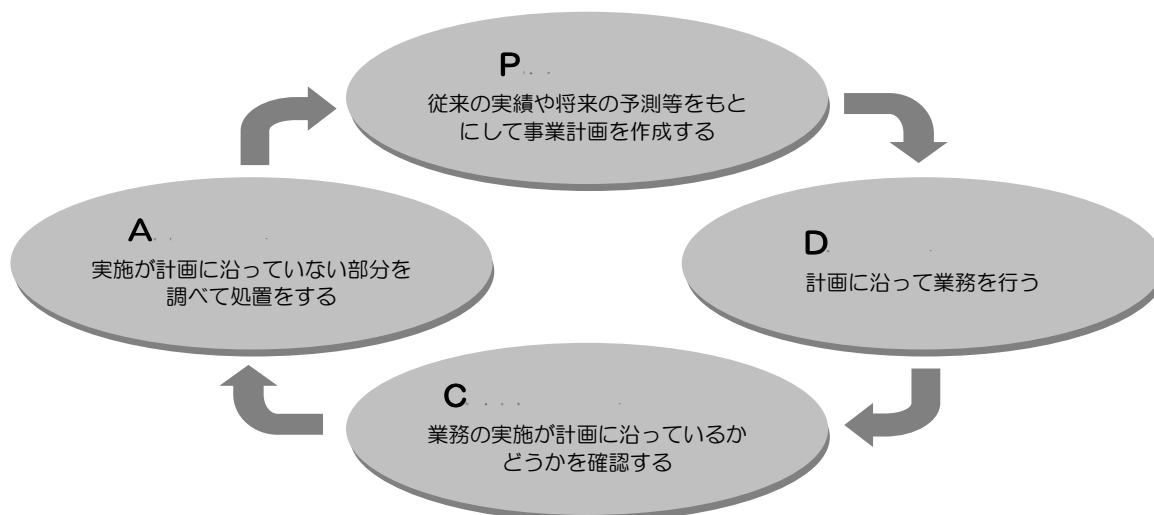 P
従来の実績や将来の予測等をもと
にして事業計画を作成する
A
実施が計画に沿っていない部分を
調べて処置をする
D
計画に沿って業務を行う
C
業務の実施が計画に沿っているか
どうかを確認する